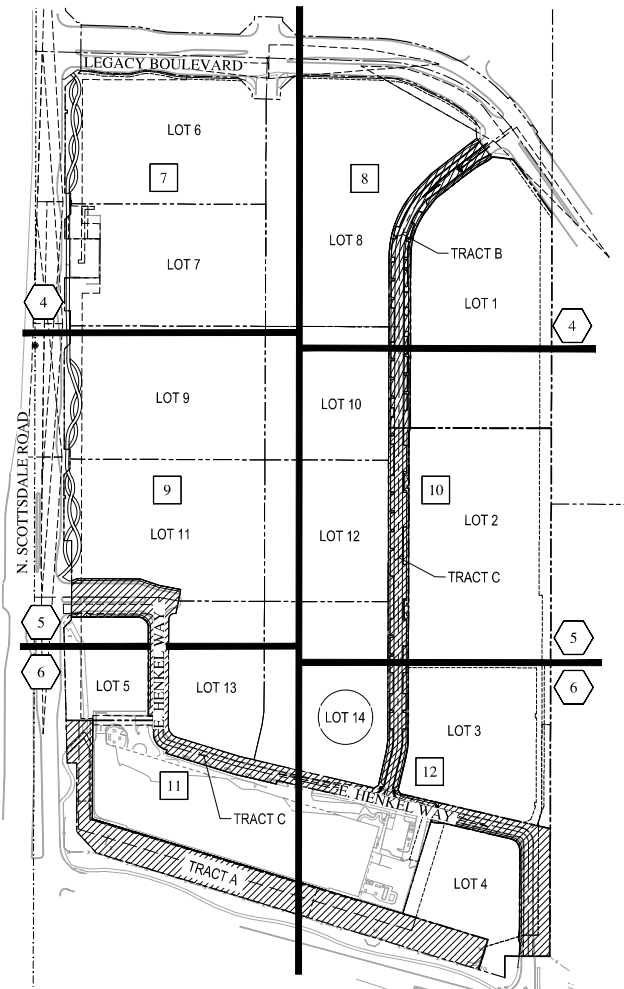 LEGACY BOULEVARD
LOT 6
7
8
LOT 8
TRACT B
LOT 7
LOT 1
4
4
N. SCOTTSDALE ROAD
LOT 9
LOT 10
9
10
LOT 11
LOT 12
LOT 2
TRACT C
5
5
E. HENKEL WAY
6
6
LOT 5
LOT 13
LOT 14
LOT 3
11
12
E. HENKEL WAY
TRACT C
TRACT A
LOT 4